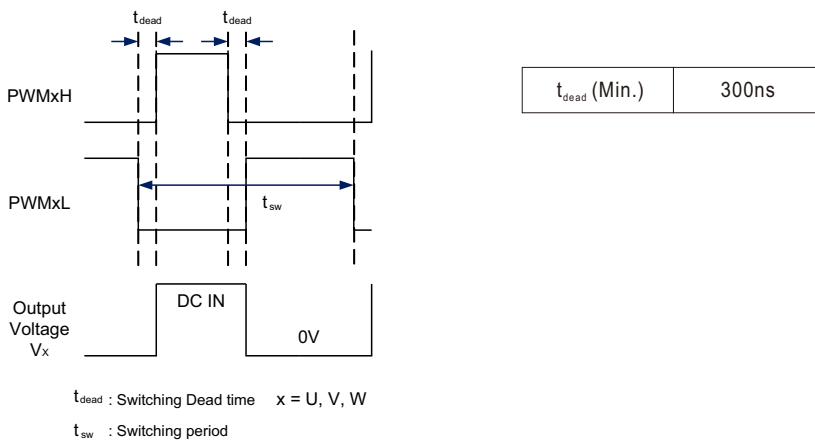 tdead tdead
PWMxH
tdead (Min.) 300ns
PWMxL
tsw
DC IN
Output
Voltage
Vx
0V
tdead : Switching Dead time x = U, V, W
tsw : Switching period